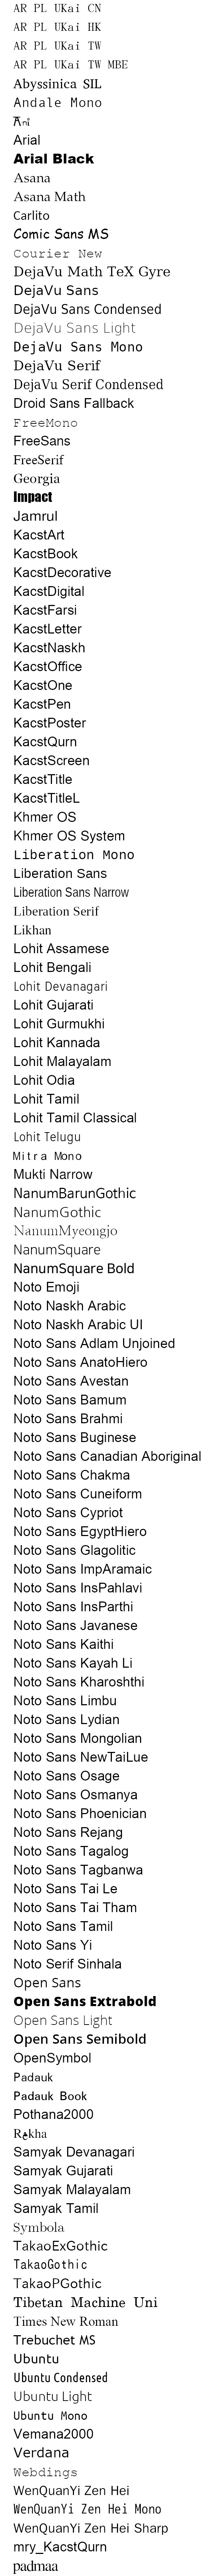 AR PL UKai CN
AR PL UKai HK
AR PL UKai TW
AR PL UKai TW MBE
Abyssinica SIL
Andale Mono
Arial
Arial Black
Asana
Asana Math
Carlito
Comic Sans MS
Courier New
DejaVu Math TeX Gyre
DejaVu Sans
DejaVu Sans Condensed
DejaVu Sans Light
DejaVu Sans Mono
DejaVu Serif
DejaVu Serif Condensed
Droid Sans Fallback
FreeMono
FreeSans
FreeSerif
Georgia
Impact
Jamrul
KacstArt
KacstBook
KacstDecorative
KacstDigital
KacstFarsi
KacstLetter
KacstNaskh
KacstOffice
KacstOne
KacstPen
KacstPoster
KacstQurn
KacstScreen
KacstTitle
KacstTitleL
Khmer OS
Khmer OS System
Liberation Mono
Liberation Sans
Liberation Sans Narrow
Liberation Serif
Likhan
Lohit Assamese
Lohit Bengali
Lohit Devanagari
Lohit Gujarati
Lohit Gurmukhi
Lohit Kannada
Lohit Malayalam
Lohit Odia
Lohit Tamil
Lohit Tamil Classical
Lohit Telugu
Mitra Mono
Mukti Narrow
NanumBarunGothic
NanumGothic
NanumMyeongjo
NanumSquare
NanumSquare Bold
Noto Emoji
Noto Naskh Arabic
Noto Naskh Arabic UI
Noto Sans Adlam Unjoined
Noto Sans AnatoHiero
Noto Sans Avestan
Noto Sans Bamum
Noto Sans Brahmi
Noto Sans Buginese
Noto Sans Canadian Aboriginal
Noto Sans Chakma
Noto Sans Cuneiform
Noto Sans Cypriot
Noto Sans EgyptHiero
Noto Sans Glagolitic
Noto Sans ImpAramaic
Noto Sans InsPahlavi
Noto Sans InsParthi
Noto Sans Javanese
Noto Sans Kaithi
Noto Sans Kayah Li
Noto Sans Kharoshthi
Noto Sans Limbu
Noto Sans Lydian
Noto Sans Mongolian
Noto Sans NewTaiLue
Noto Sans Osage
Noto Sans Osmanya
Noto Sans Phoenician
Noto Sans Rejang
Noto Sans Tagalog
Noto Sans Tagbanwa
Noto Sans Tai Le
Noto Sans Tai Tham
Noto Sans Tamil
Noto Sans Yi
Noto Serif Sinhala
Open Sans
Open Sans Extrabold
Open Sans Light
Open Sans Semibold
OpenSymbol
Padauk
Padauk Book
Pothana2000
Rekha
Samyak Devanagari
Samyak Gujarati
Samyak Malayalam
Samyak Tamil
Symbola
TakaoExGothic
TakaoGothic
TakaoPGothic
Tibetan Machine Uni
Times New Roman
Trebuchet MS
Ubuntu
Ubuntu Condensed
Ubuntu Light
Ubuntu Mono
Vemana2000
Verdana
Webdings
WenQuanYi Zen Hei
WenQuanYi Zen Hei Mono
WenQuanYi Zen Hei Sharp
mry_KacstQurn
padmaa